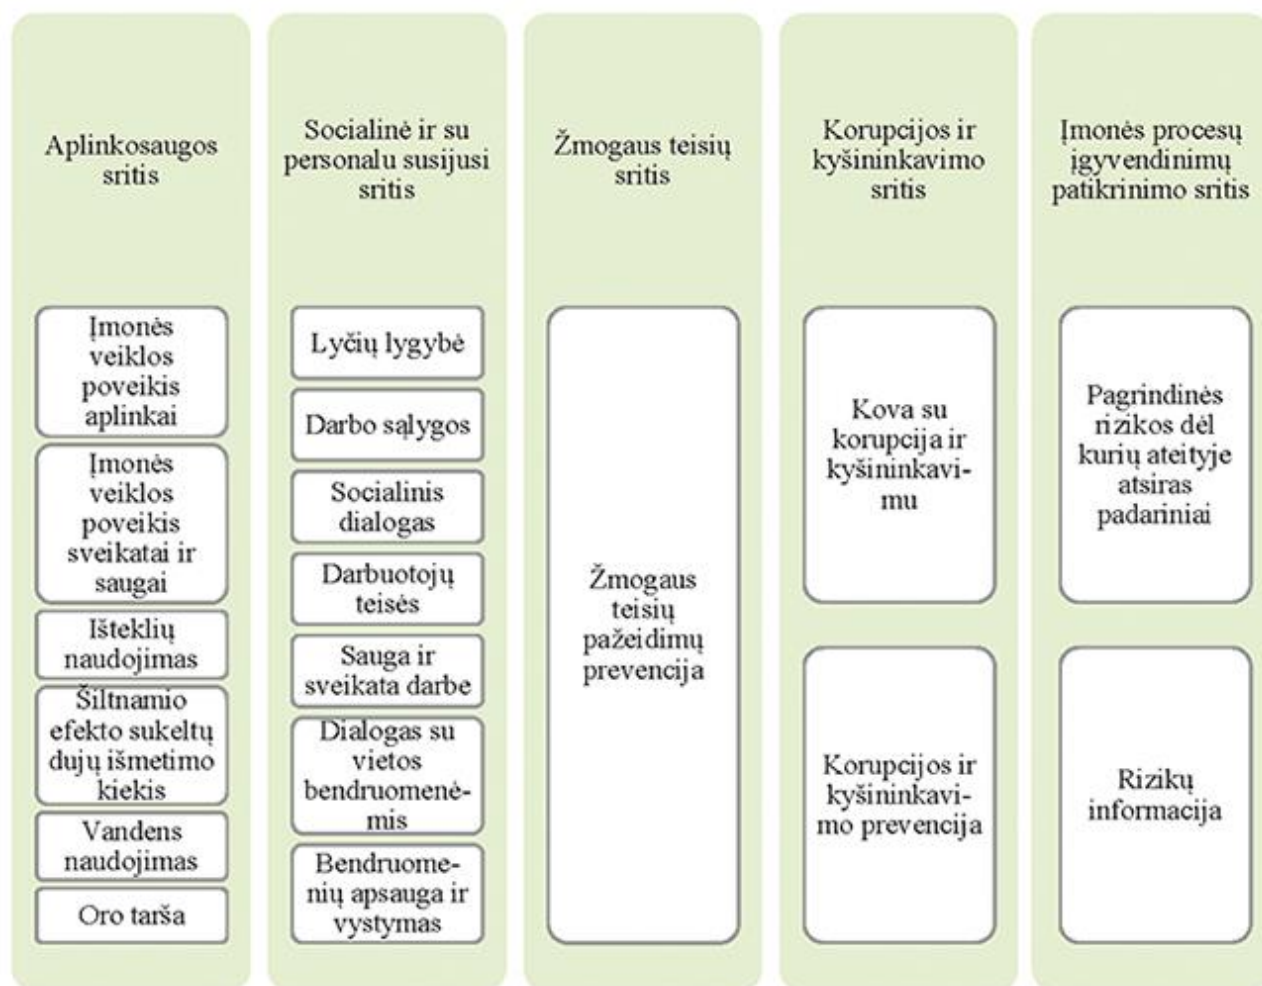 Aplinkosaugos
sritis
Įmonės
veiklos
poveikis
aplinkai
Įmonės
veiklos
poveikis
sveikatai ir
saugai
Išteklių
naudojimas
Šiltnamio
efekto sukeltų
dujų išmetimo
kiekis
Vandens
naudojimas
Oro tarša
Socialinė ir su
personalu susijusi
sritis
Lyčių lygybė
Darbo sąlygos
Socialinis
dialogas
Darbuotojų
teisės
Sauga ir
sveikata darbe
Dialogas su
vietos
bendruomenė-
mis
Bendruome-
nių apsauga ir
vystymas
Žmogaus teisių
sritis
Žmogaus
teisių
pažeidimų
prevencija
Korupcijos ir
kyšininkavimo
sritis
Kova su
korupcija ir
kyšininkavi-
mu
Korupcijos ir
kyšininkavi-
mo prevencija
Įmonės procesų
įgyvendinimų
patikrinimo sritis
Pagrindinės
rizikos dėl
kurių ateityje
atsiras
padariniai
Rizikų
informacija